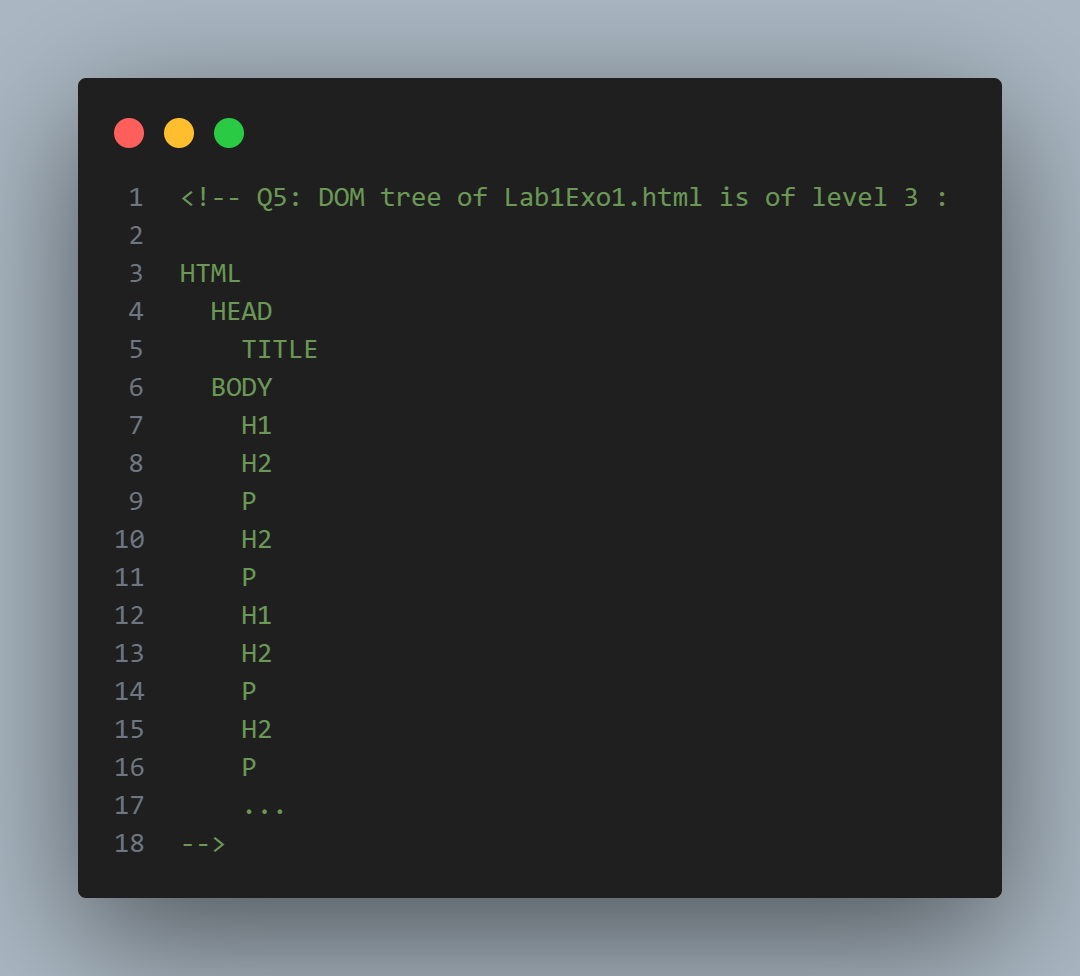 1 <!-- Q5: DOM tree of Lab1Exo1.html is of level 3 :
2
3 HTML
4   HEAD
5     TITLE
6   BODY
7     H1
8     H2
9     P
10     H2
11     P
12     H1
13     H2
14     P
15     H2
16     P
17     ...
18 -->